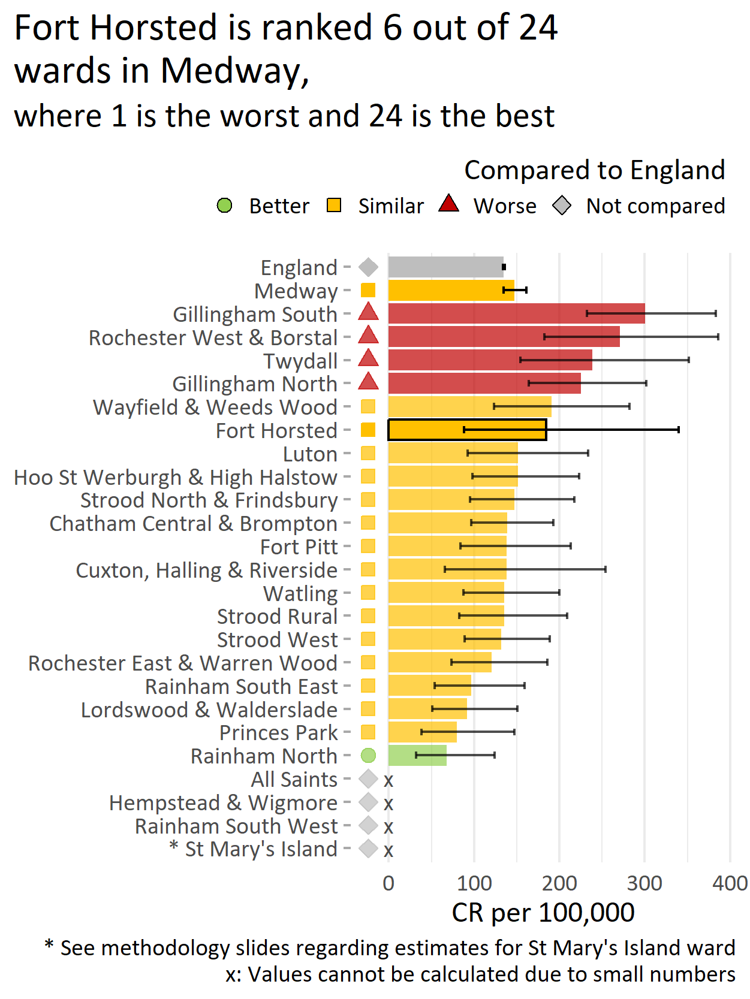 Fort Horsted is ranked 6 out of 24
wards in Medway,
where 1 is the worst and 24 is the best
Compared to England
Better
Similar
Worse
Not compared
England
Medway
Gillingham South
Rochester West & Borstal
Twydall
Gillingham North
Wayfield & Weeds Wood
Fort Horsted
Luton
Hoo St Werburgh & High Halstow
Strood North & Frindsbury
Chatham Central & Brompton
Fort Pitt
Cuxton, Halling & Riverside
Watling
Strood Rural
Strood West
Rochester East & Warren Wood
Rainham South East
Lordswood & Walderslade
Princes Park
Rainham North
All Saints x
Hempstead & Wigmore x
Rainham South West x
* St Mary's Island x
0 100 200 300 400
CR per 100,000
* See methodology slides regarding estimates for St Mary's Island ward
x: Values cannot be calculated due to small numbers